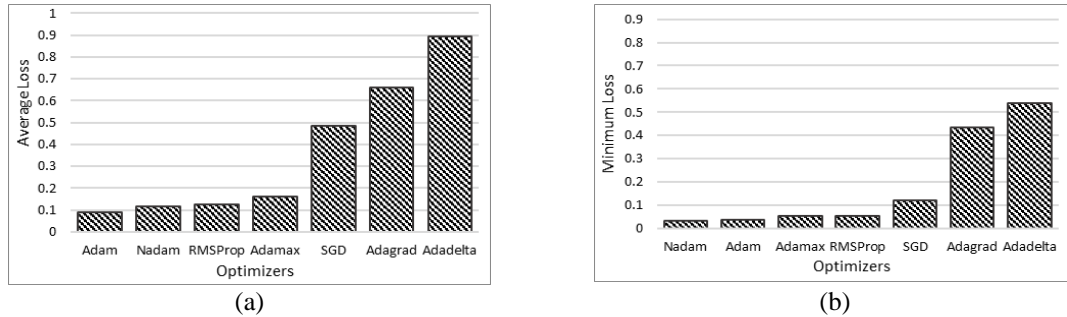 1
0.9
0.8
0.7
0.6
0.5
0.4
0.3
0.2
0.1
0
Average Loss
Adam Nadam RMSProp Adamax SGD Adagrad Adadelta
Optimizers
(a)
0.9
0.8
0.7
0.6
0.5
0.4
0.3
0.2
0.1
0
Minimum Loss
Nadam Adam Adamax RMSProp SGD Adagrad Adadelta
Optimizers
(b)